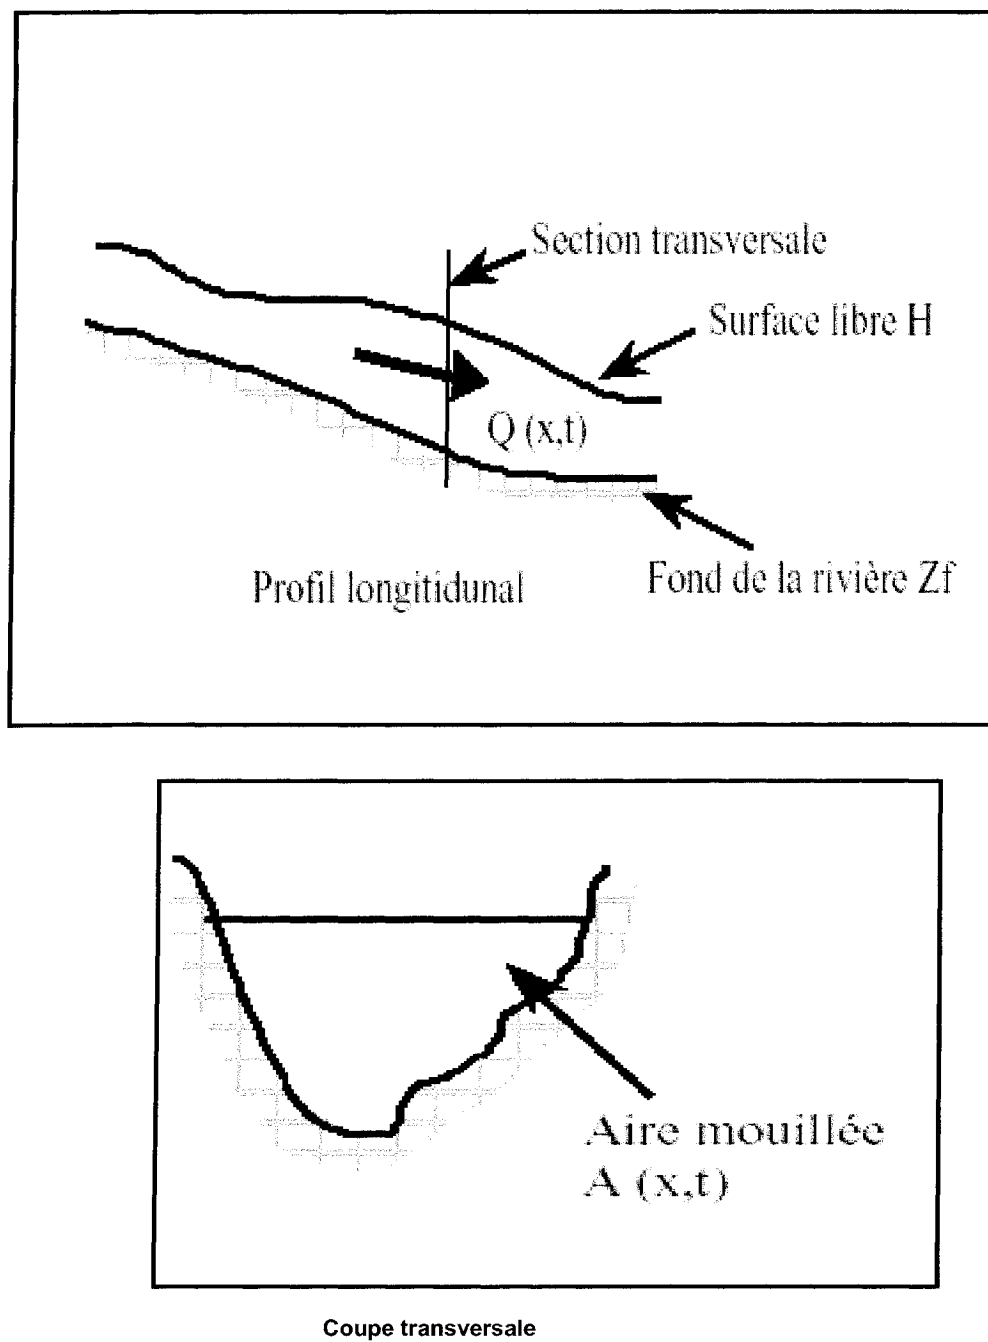 Section transversale
Surface libre H
Q (x,t)
Profil longitidunal
Fond de la rivière Zf
Aire mouillée
A (x,t)
Coupe transversale